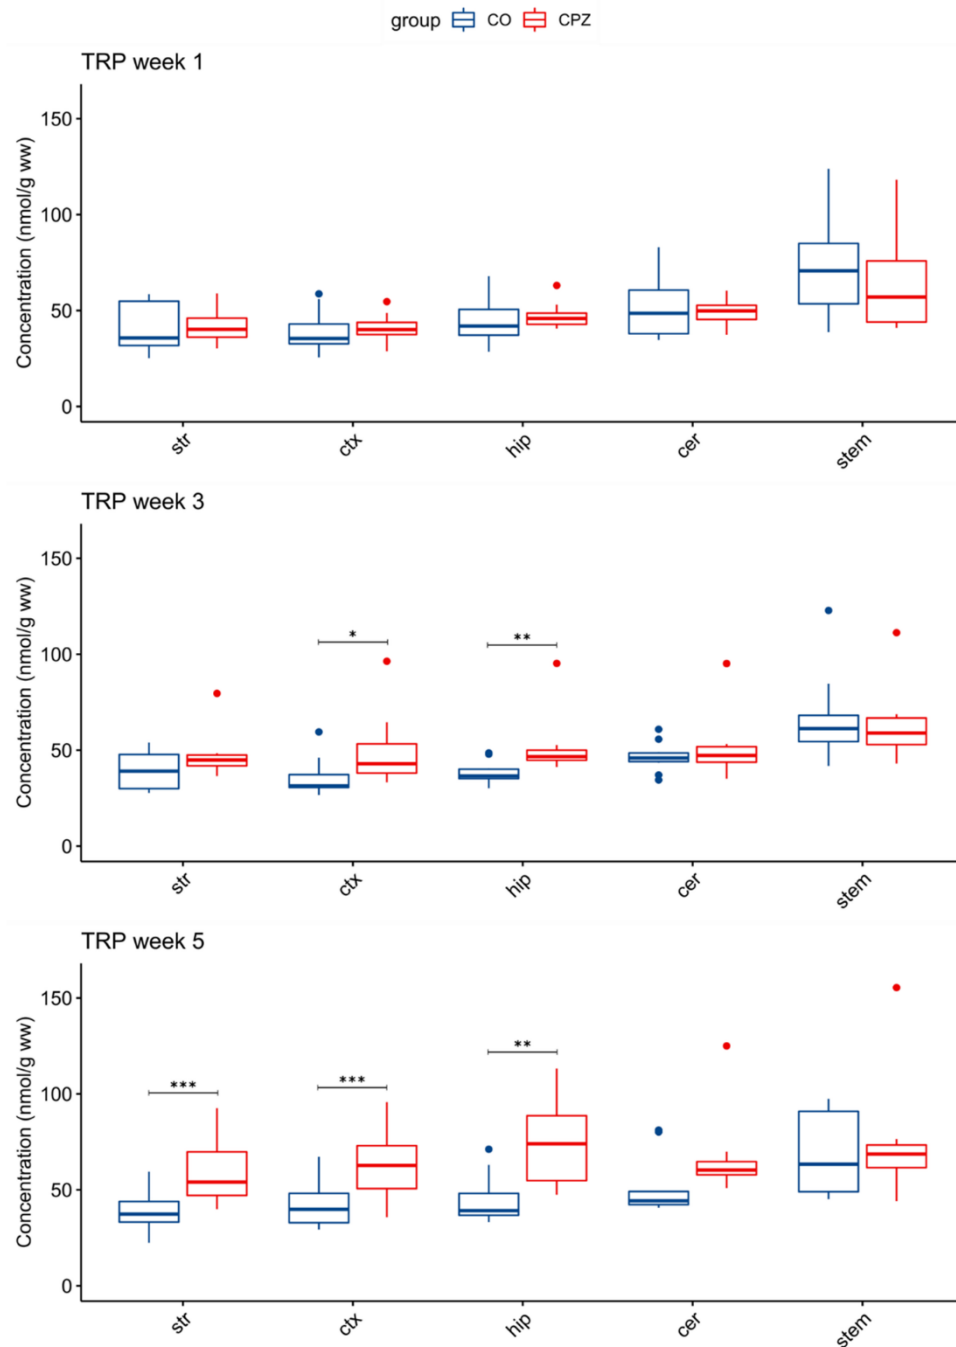 group CO CPZ
TRP week 1
Concentration (nmol/g ww)
150
100
50
0
str ctx hip cer stem
TRP week 3
Concentration (nmol/g ww)
150
100
50
0
* **
str ctx hip cer stem
TRP week 5
Concentration (nmol/g ww)
150
100
50
0
*** *** **
str ctx hip cer stem